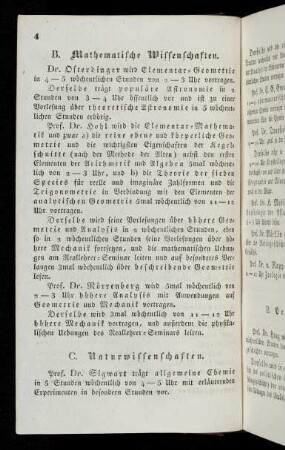 4
B. Mathematische Wissenschaften.
Dr. Osterdinger wird Elementar-Geometrie
in 4—5 wöchentlichen Stunden von 2—3 Uhr vortragen.
Derselbe trägt populäre Astronomie in 2
Stunden von 3—4 Uhr öffentlich vor und ist zu einer
Vorlesung über theoretische Astronomie in 5
wöchentlichen Stunden erbötig.
Prof. Dr. Hohl wird die Elementar-Mathema-
tik und zwar a) die reine ebene und körperliche Geo-
metrie und die wichtigsten Eigenschaften der Kegel-
schnitte (nach der Methode der Alten) nebst den ersten
Elementen der Arithmetik und Algebra 5mal wöchent-
lich von 2—3 Uhr, und b) die Theorie der sieben
Species für reelle und imaginäre Zahlformen und die
Trigonometrie in Verbindung mit den Elementen der
analytischen Geometrie 5mal wöchentlich von 11—12
Uhr vortragen.
Derselbe wird seine Vorlesungen über höhere Geo-
metrie und Analysis in 2 wöchentlichen Stunden, eben
so in 2 wöchentlichen Stunden seine Vorlesungen über hö-
here Mechanik fortsetzen, und die mathematischen Uebun-
gen am Reallehrer-Seminar leiten und auf besonderes Ver-
langen 3mal wöchentlich über beschreibende Geometrie
lesen.
Prof. Dr. Nörrenberg wird 5mal wöchentlich von
2—3 Uhr höhere Analysis mit Anwendungen auf
Geometrie und Mechanik vortragen.
Derselbe wird 3mal wöchentlich von 11—12 Uhr
höhere Mechanik vortragen, und außerdem die physika-
lischen Uebungen des Reallehrer-Seminars leiten.
C. Naturwissenschaften.
Prof. Dr. Sigwart trägt allgemeine Chemie
in 5 Stunden wöchentlich von 4—5 Uhr mit erläuternden
Experimenten in besonderen Stunden vor.